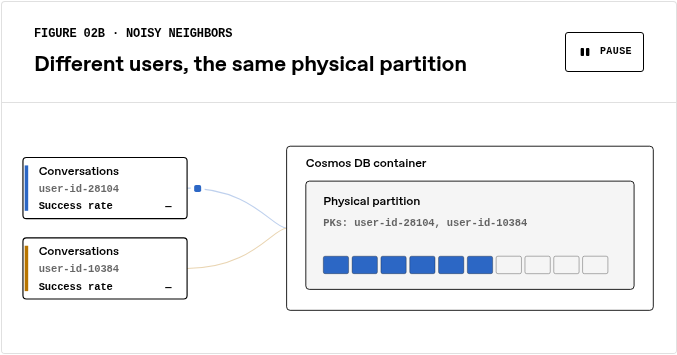 FIGURE 02B · NOISY NEIGHBORS
Different users, the same physical partition
PAUSE
Conversations
user-id-28104
Success rate –
Conversations
user-id-10384
Success rate –
Cosmos DB container
Physical partition
PKs: user-id-28104, user-id-10384